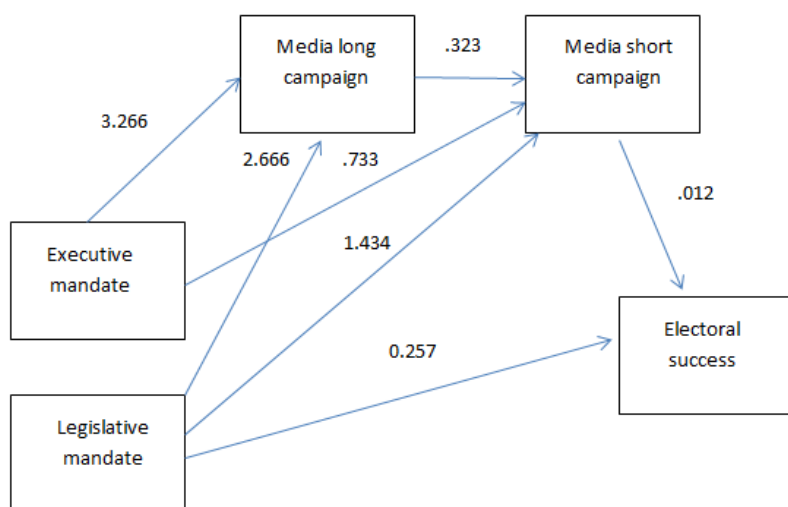 Media long
campaign
.323
Media short
campaign
3.266
2.666
.733
.012
1.434
Executive
mandate
0.257
Electoral
success
Legislative
mandate